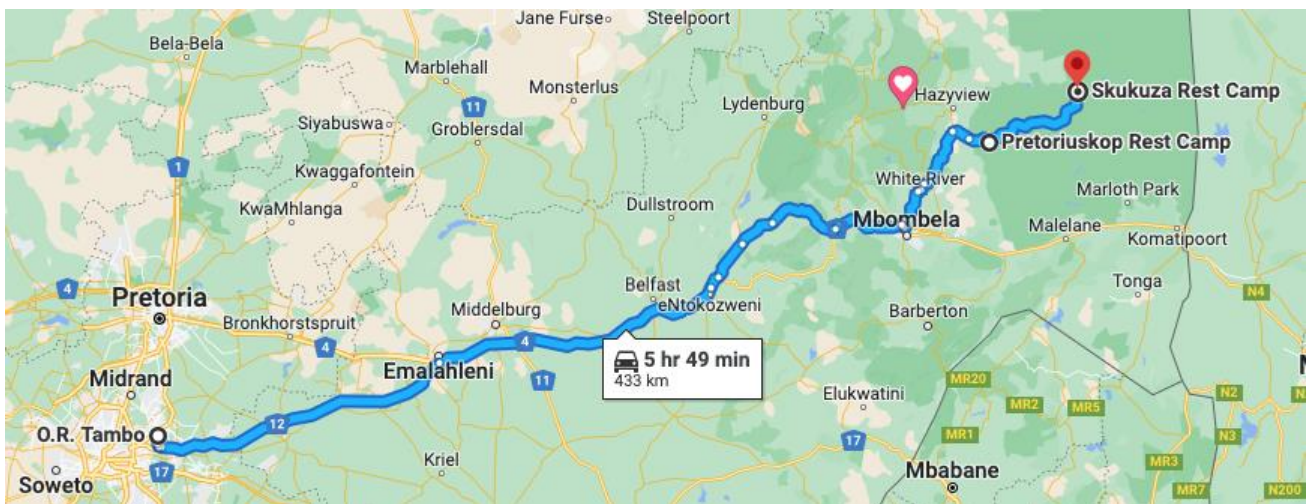 Jane Furse
Steelpoort
Bela-Bela
Marblehall
Monsterlus
11
Lydenburg
Hazyview
Skukuza Rest Camp
Siyabuswa
Groblersdal
1
Pretoriuskop Rest Camp
Kwaggafontein
White River
Marloth Park
KwaMhlanga
Dullstroom
Mbombela
Malelane
Komatipoort
4
Pretoria
Belfast
eNtokozweni
Tonga
N4
Middelburg
Bronkhorstspruit
4
4
Barberton
Emalahleni
5 hr 49 min
433 km
11
Midrand
MR20
Elukwatini
MR2
MR5
N2
O.R. Tambo
12
17
MR1
N3
17
Kriel
Soweto
Mbabane
MR3
MR7
N200